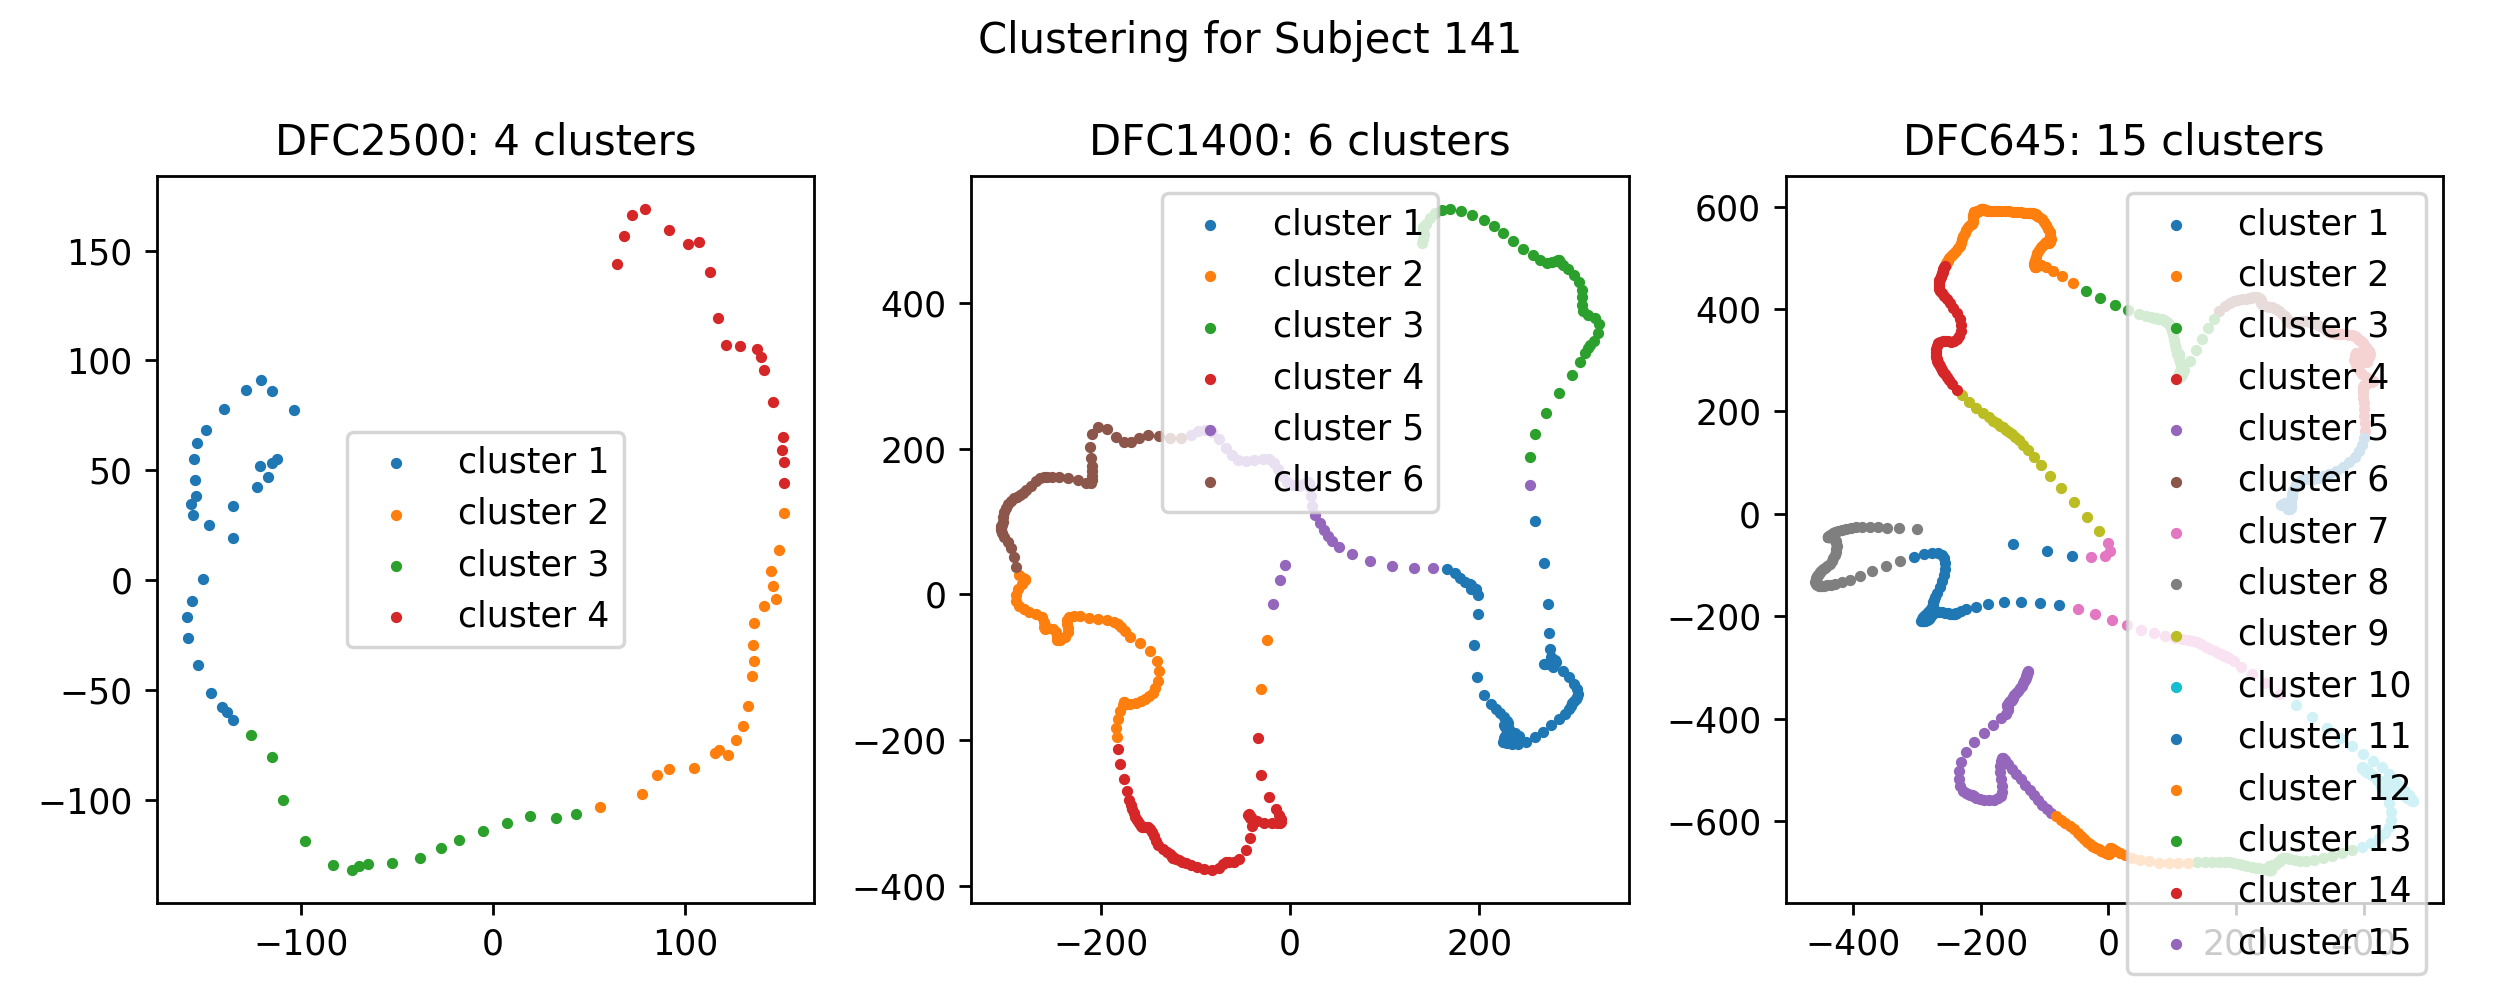 Clustering for Subject 141
DFC2500: 4 clusters
150
100
50
0
−50
−100
−100
0
100
cluster 1
cluster 2
cluster 3
cluster 4
DFC1400: 6 clusters
400
200
0
−200
−400
−200
0
200
cluster 1
cluster 2
cluster 3
cluster 4
cluster 5
cluster 6
DFC645: 15 clusters
600
400
200
0
−200
−400
−600
−400
−200
0
200
400
cluster 1
cluster 2
cluster 3
cluster 4
cluster 5
cluster 6
cluster 7
cluster 8
cluster 9
cluster 10
cluster 11
cluster 12
cluster 13
cluster 14
cluster 15